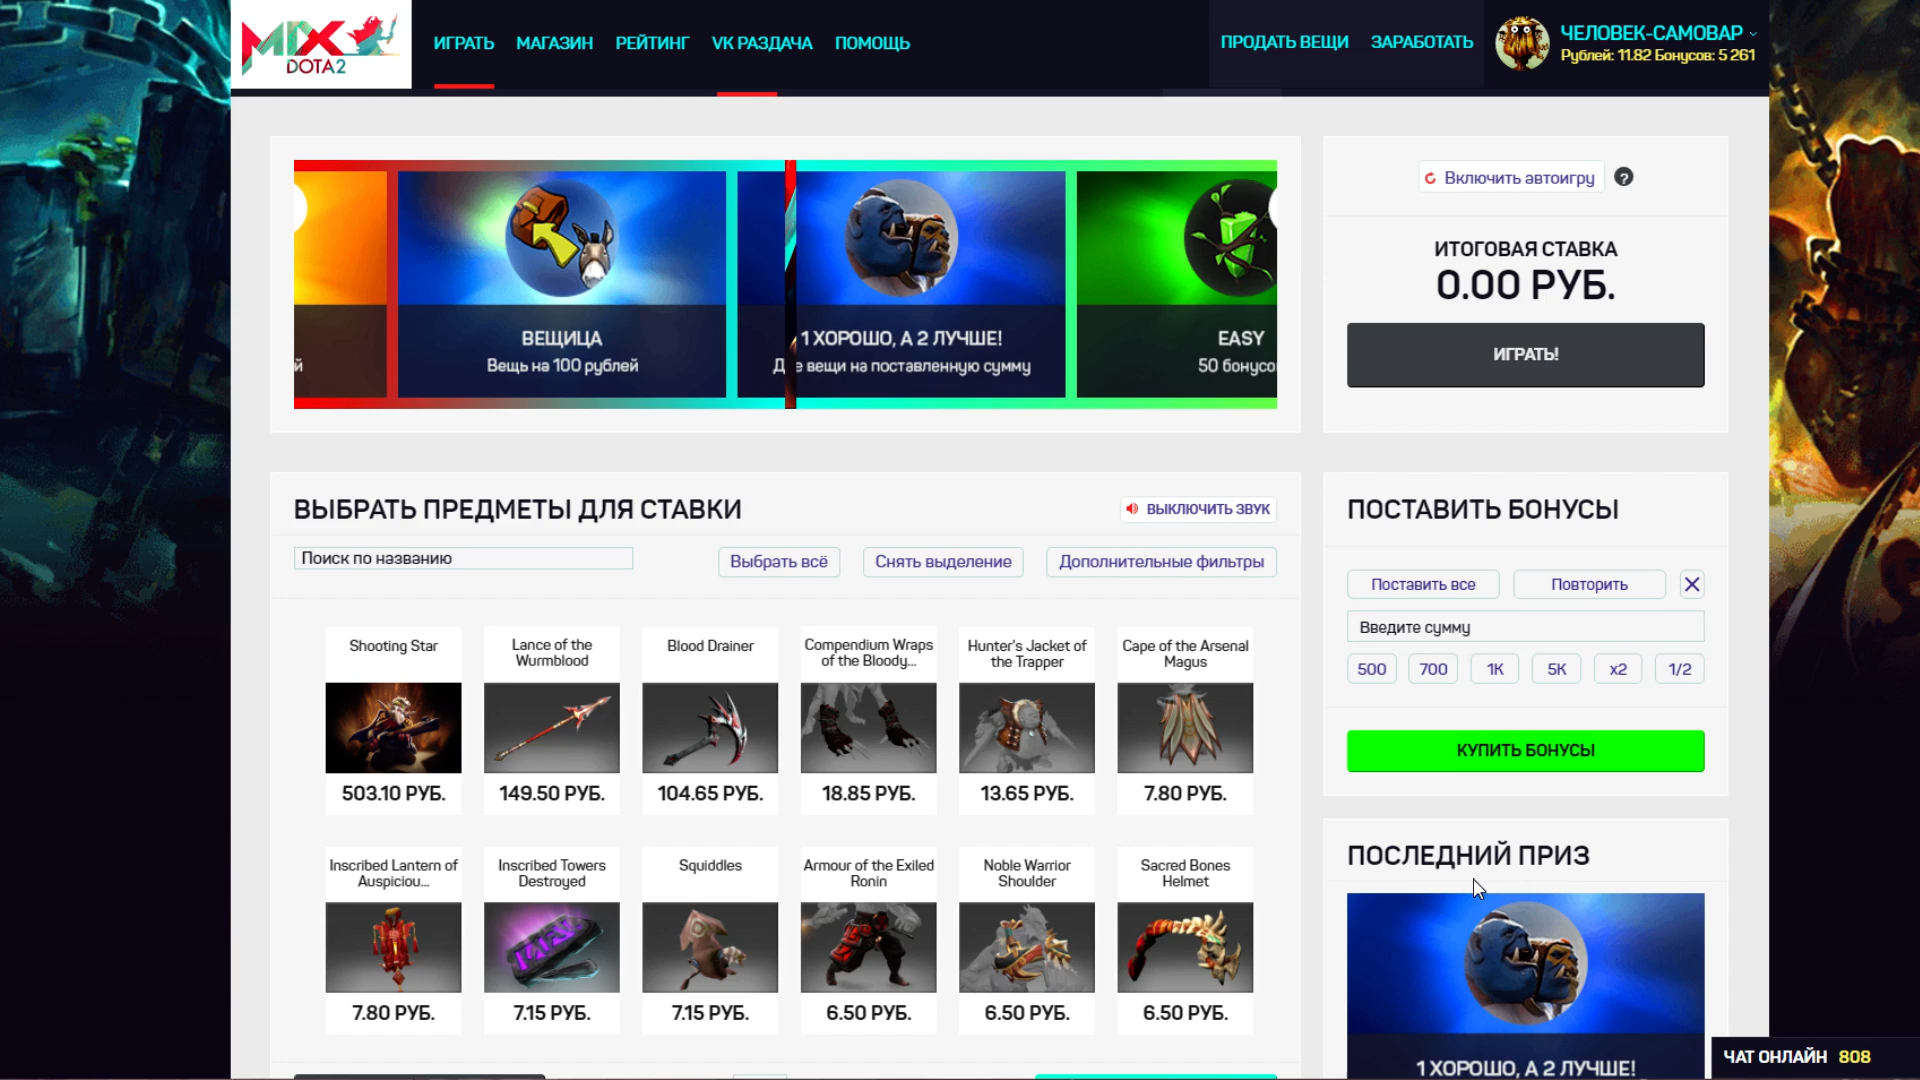 MIX
DOTA2
ИГРАТЬ
МАГАЗИН
РЕЙТИНГ
VK РАЗДАЧА
ПОМОЩЬ
ПРОДАТЬ ВЕЩИ
ЗАРАБОТАТЬ
ЧЕЛОВЕК-САМОВАР
Рублей: 11.82 Бонусов: 5 261
й
ВЕЩИЦА
Вещь на 100 рублей
1 ХОРОШО, А 2 ЛУЧШЕ!
Д е вещи на поставленную сумму
EASY
50 бонусо
Включить автоигру
?
ИТОГОВАЯ СТАВКА
0.00 РУБ.
ИГРАТЬ!
ВЫБРАТЬ ПРЕДМЕТЫ ДЛЯ СТАВКИ
ВЫКЛЮЧИТЬ ЗВУК
Поиск по названию
Выбрать всё
Снять выделение
Дополнительные фильтры
Shooting Star
Lance of the
Wurmblood
Blood Drainer
Compendium Wraps
of the Bloody...
Hunter's Jacket of
the Trapper
Cape of the Arsenal
Magus
503.10 РУБ.
149.50 РУБ.
104.65 РУБ.
18.85 РУБ.
13.65 РУБ.
7.80 РУБ.
Inscribed Lantern of
Auspiciou...
Inscribed Towers
Destroyed
Squiddles
Armour of the Exiled
Ronin
Noble Warrior
Shoulder
Sacred Bones
Helmet
7.80 РУБ.
7.15 РУБ.
7.15 РУБ.
6.50 РУБ.
6.50 РУБ.
6.50 РУБ.
ПОСТАВИТЬ БОНУСЫ
Поставить все
Повторить
Введите сумму
500
700
1К
5К
x2
1/2
КУПИТЬ БОНУСЫ
ПОСЛЕДНИЙ ПРИЗ
1 ХОРОШО, А 2 ЛУЧШЕ!
ЧАТ ОНЛАЙН 808